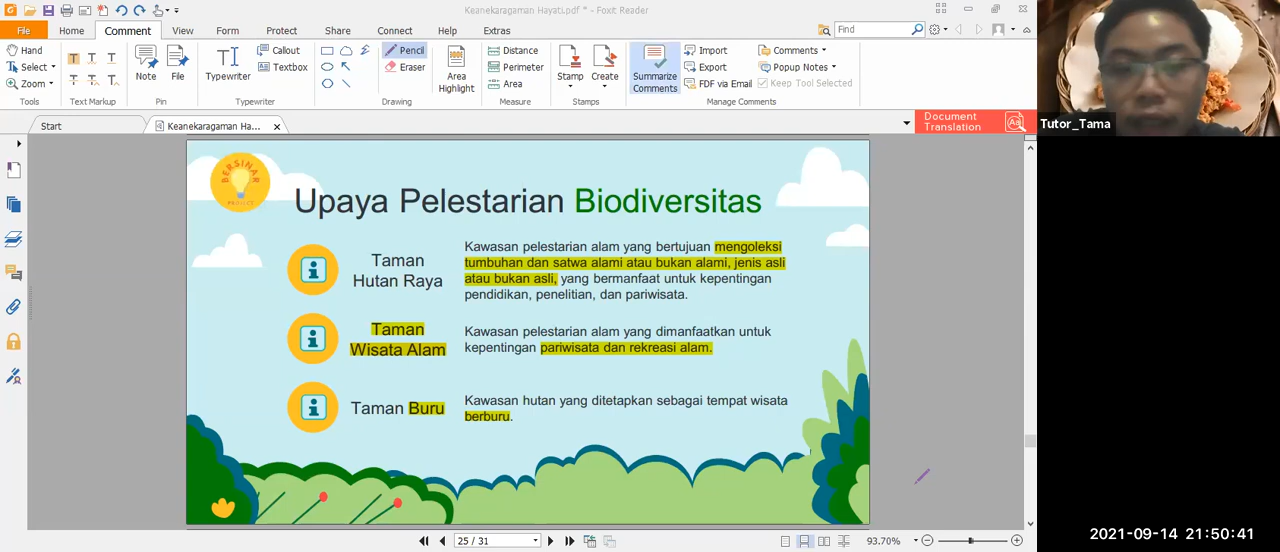 Keanekaragaman Hayati.pdf * - Foxit Reader
File Home Comment View Form Protect Share Connect Help Extras
Find
Hand
Select
Zoom
Tools
Text Markup
Note
File
Pin
Typewriter
Callout
Textbox
Typewriter
Pencil
Eraser
Drawing
Area
Highlight
Distance
Perimeter
Area
Measure
Stamp
Create
Stamps
Summarize
Comments
Import
Export
FDF via Email
Comments
Popup Notes
Keep Tool Selected
Manage Comments
Start
Keanekaragaman Ha...
Document
Translation
Tutor_Tama
BERSINAR
PROJECT
Upaya Pelestarian Biodiversitas
Taman
Hutan Raya
Kawasan pelestarian alam yang bertujuan mengoleksi
tumbuhan dan satwa alami atau bukan alami, jenis asli
atau bukan asli, yang bermanfaat untuk kepentingan
pendidikan, penelitian, dan pariwisata.
Taman
Wisata Alam
Kawasan pelestarian alam yang dimanfaatkan untuk
kepentingan pariwisata dan rekreasi alam.
Taman Buru
Kawasan hutan yang ditetapkan sebagai tempat wisata
berburu.
25 / 31
93.70%
2021-09-14 21:50:41